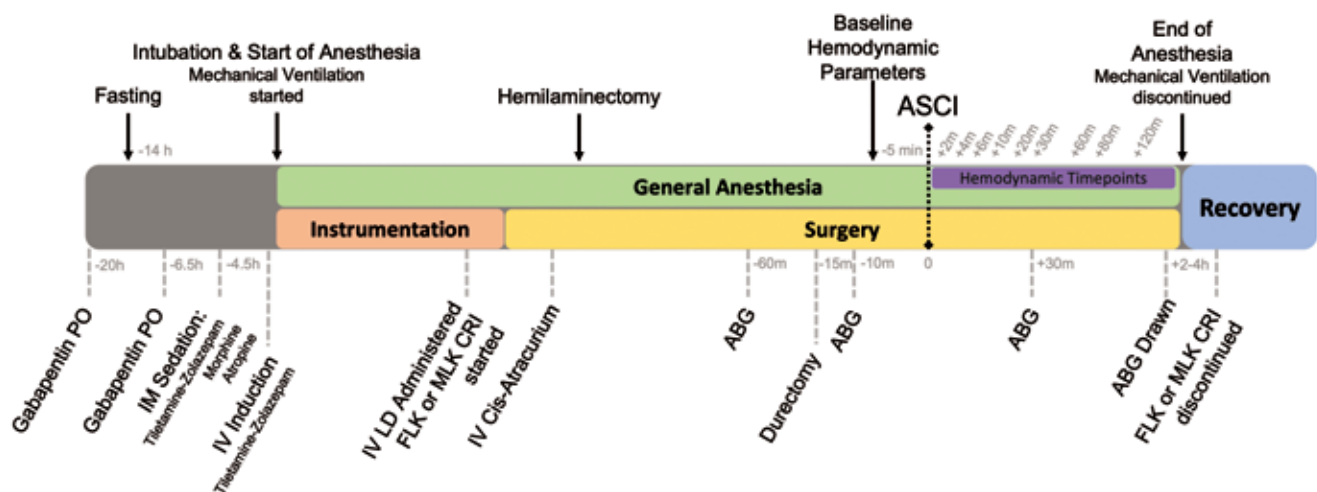 Fasting
Intubation & Start of Anesthesia
Mechanical Ventilation
started
Hemilaminectomy
Baseline
Hemodynamic
Parameters
ASCI
End of
Anesthesia
Mechanical Ventilation
discontinued
-14 h
-5 min
+2m
+4m
+6m
+10m
+20m
+30m
+60m
+80m
+120m
General Anesthesia
Hemodynamic Timepoints
Instrumentation
Surgery
Recovery
-20h
-6.5h
-4.5h
-60m
-15m
-10m
0
+30m
+2-4h
Gabapentin PO
Gabapentin PO
IM Sedation:
Tiletamine-Zolazepam
Morphine
Atropine
IV Induction
Tiletamine-Zolazepam
IV LD Administered
FLK or MLK CRI
started
IV Cis-Atracurium
ABG
Durectomy
ABG
ABG
ABG Drawn
FLK or MLK CRI
discontinued